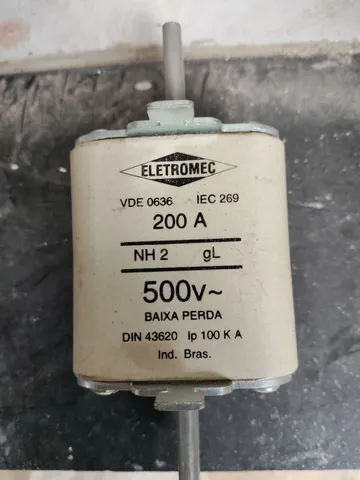 ELETROMEC
VDE 0636 IEC 269
200 A
NH 2 gL
500v~
BAIXA PERDA
DIN 43620 Ip 100 K A
Ind. Bras.